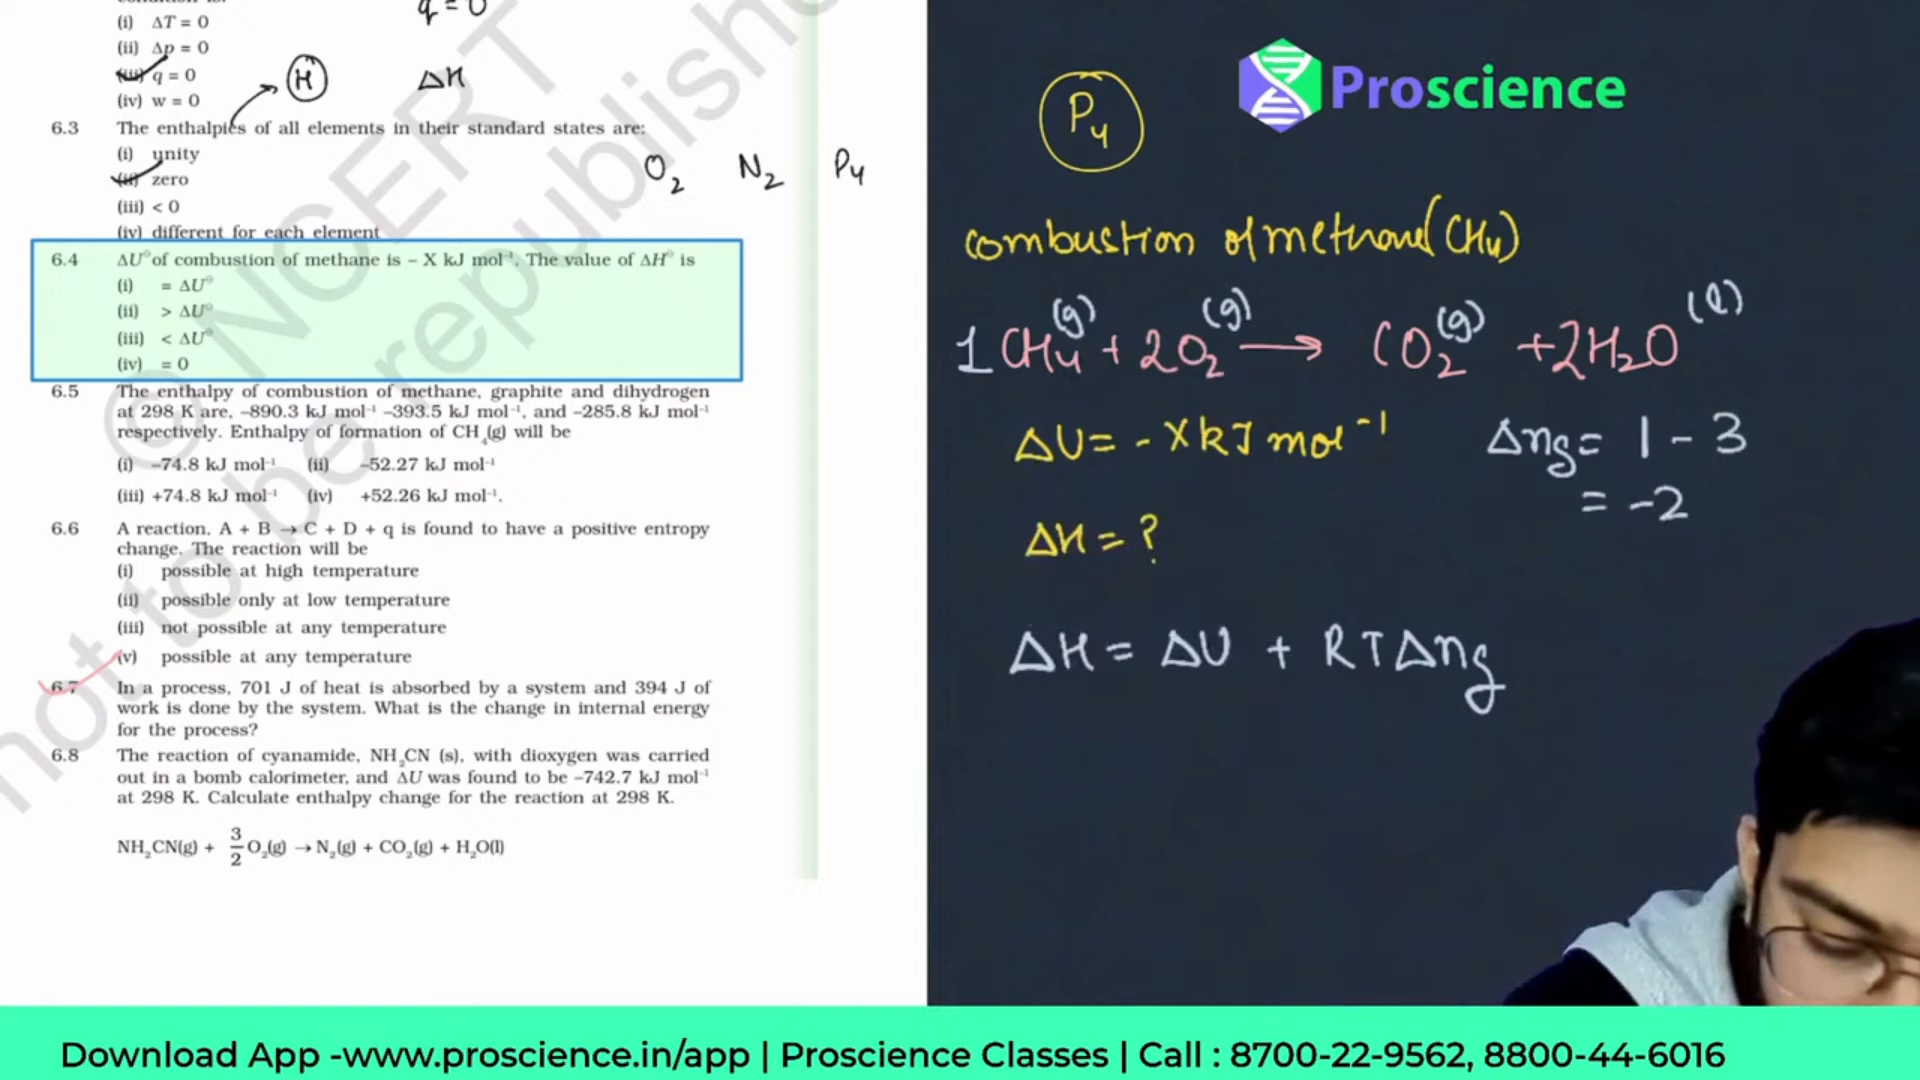 q = 0
(i) ΔT = 0
(ii) Δp = 0
(iii) q = 0
H
ΔH
(iv) w = 0
6.3 The enthalpies of all elements in their standard states are:
(i) unity
(ii) zero
O2 N2 P4
(iii) < 0
(iv) different for each element
6.4 ΔU⊖ of combustion of methane is – X kJ mol–1. The value of ΔH⊖ is
(i) = ΔU⊖
(ii) > ΔU⊖
(iii) < ΔU⊖
(iv) = 0
6.5 The enthalpy of combustion of methane, graphite and dihydrogen
at 298 K are, –890.3 kJ mol–1 –393.5 kJ mol–1, and –285.8 kJ mol–1
respectively. Enthalpy of formation of CH4(g) will be
(i) –74.8 kJ mol–1 (ii) –52.27 kJ mol–1
(iii) +74.8 kJ mol–1 (iv) +52.26 kJ mol–1.
6.6 A reaction, A + B → C + D + q is found to have a positive entropy
change. The reaction will be
(i) possible at high temperature
(ii) possible only at low temperature
(iii) not possible at any temperature
(v) possible at any temperature
6.7 In a process, 701 J of heat is absorbed by a system and 394 J of
work is done by the system. What is the change in internal energy
for the process?
6.8 The reaction of cyanamide, NH2CN (s), with dioxygen was carried
out in a bomb calorimeter, and ΔU was found to be –742.7 kJ mol–1
at 298 K. Calculate enthalpy change for the reaction at 298 K.
NH2CN(g) + 3/2 O2(g) → N2(g) + CO2(g) + H2O(l)
© NCERT
not to be republished
P4
Proscience
combustion of methane (CH4)
1 CH4(g) + 2O2(g) → CO2(g) + 2H2O(l)
ΔU = - X kJ mol-1
Δng = 1 - 3
= -2
ΔH = ?
ΔH = ΔU + RTΔng
Download App -www.proscience.in/app | Proscience Classes | Call : 8700-22-9562, 8800-44-6016